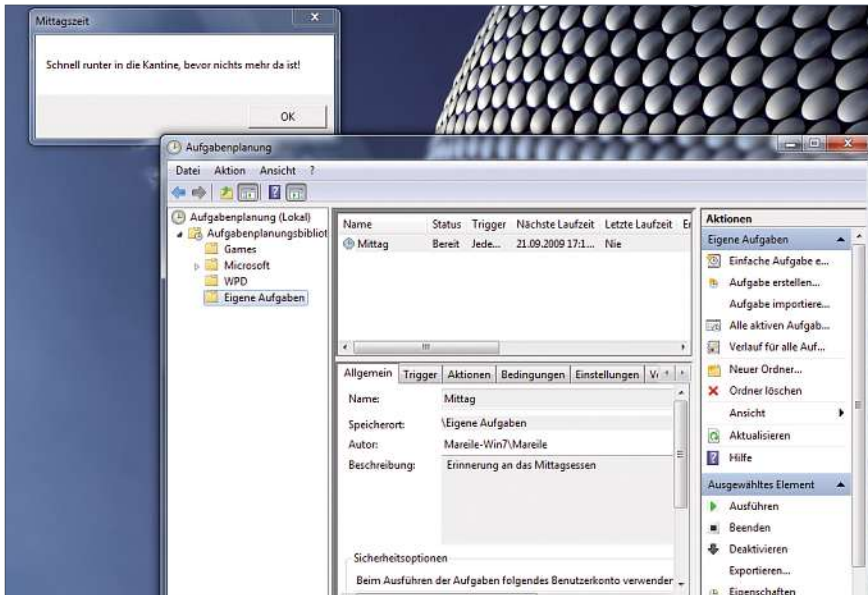 Mittagszeit
Schnell runter in die Kantine, bevor nichts mehr da ist!
OK
Aufgabenplanung
Datei Aktion Ansicht ?
Aufgabenplanung (Lokal)
Aufgabenplanungsbibliot
Games
Microsoft
WPD
Eigene Aufgaben
Name Status Trigger Nächste Laufzeit Letzte Laufzeit
Mittag Bereit Jede... 21.09.2009 17:1... Nie
Allgemein Trigger Aktionen Bedingungen Einstellungen
Name: Mittag
Speicherort: \Eigene Aufgaben
Autor: Mareile-Win7\Mareile
Beschreibung: Erinnerung an das Mittagsessen
Sicherheitsoptionen
Beim Ausführen der Aufgaben folgendes Benutzerkonto verwender
Aktionen
Eigene Aufgaben
Einfache Aufgabe e...
Aufgabe erstellen...
Aufgabe importiere...
Alle aktiven Aufgab...
Verlauf für alle Auf...
Neuer Ordner...
Ordner löschen
Ansicht
Aktualisieren
Hilfe
Ausgewähltes Element
Ausführen
Beenden
Deaktivieren
Exportieren...
Eigenschaften